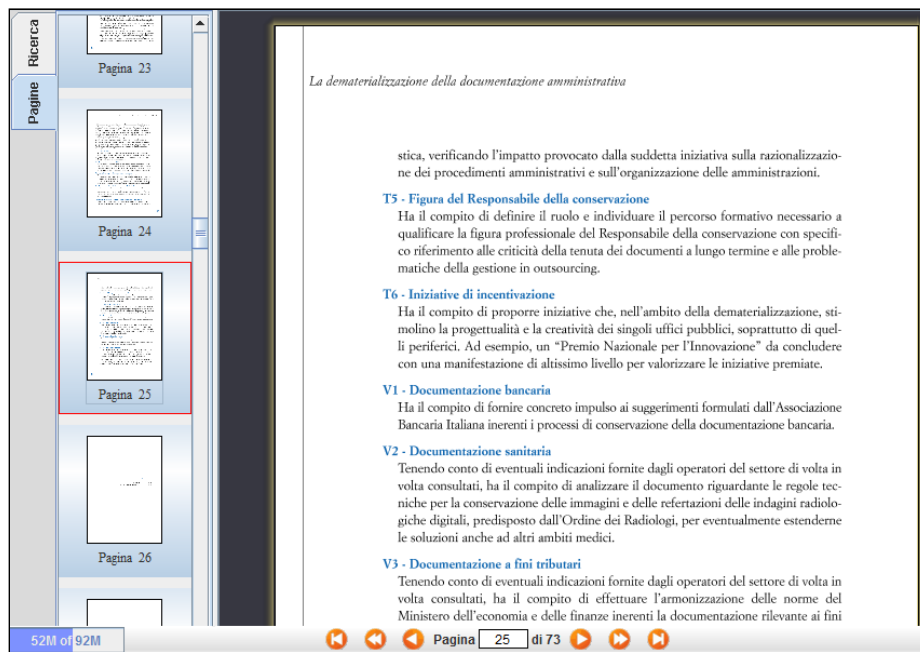 Ricerca
Pagine
Pagina 23
Pagina 24
Pagina 25
Pagina 26
La dematerializzazione della documentazione amministrativa
stica, verificando l'impatto provocato dalla suddetta iniziativa sulla razionalizzazio-
ne dei procedimenti amministrativi e sull'organizzazione delle amministrazioni.
T5 - Figura del Responsabile della conservazione
Ha il compito di definire il ruolo e individuare il percorso formativo necessario a
qualificare la figura professionale del Responsabile della conservazione con specifi-
co riferimento alle criticità della tenuta dei documenti a lungo termine e alle proble-
matiche della gestione in outsourcing.
T6 - Iniziative di incentivazione
Ha il compito di proporre iniziative che, nell'ambito della dematerializzazione, sti-
molino la progettualità e la creatività dei singoli uffici pubblici, soprattutto di quel-
li periferici. Ad esempio, un “Premio Nazionale per l'Innovazione” da concludere
con una manifestazione di altissimo livello per valorizzare le iniziative premiate.
V1 - Documentazione bancaria
Ha il compito di fornire concreto impulso ai suggerimenti formulati dall'Associazione
Bancaria Italiana inerenti i processi di conservazione della documentazione bancaria.
V2 - Documentazione sanitaria
Tenendo conto di eventuali indicazioni fornite dagli operatori del settore di volta in
volta consultati, ha il compito di analizzare il documento riguardante le regole tec-
niche per la conservazione delle immagini e delle refertazioni delle indagini radiolo-
giche digitali, predisposto dall'Ordine dei Radiologi, per eventualmente estenderne
le soluzioni anche ad altri ambiti medici.
V3 - Documentazione a fini tributari
Tenendo conto di eventuali indicazioni fornite dagli operatori del settore di volta in
volta consultati, ha il compito di effettuare l'armonizzazione delle norme del
Ministero dell'economia e delle finanze inerenti la documentazione rilevante ai fini
52M of 92M
Pagina 25 di 73